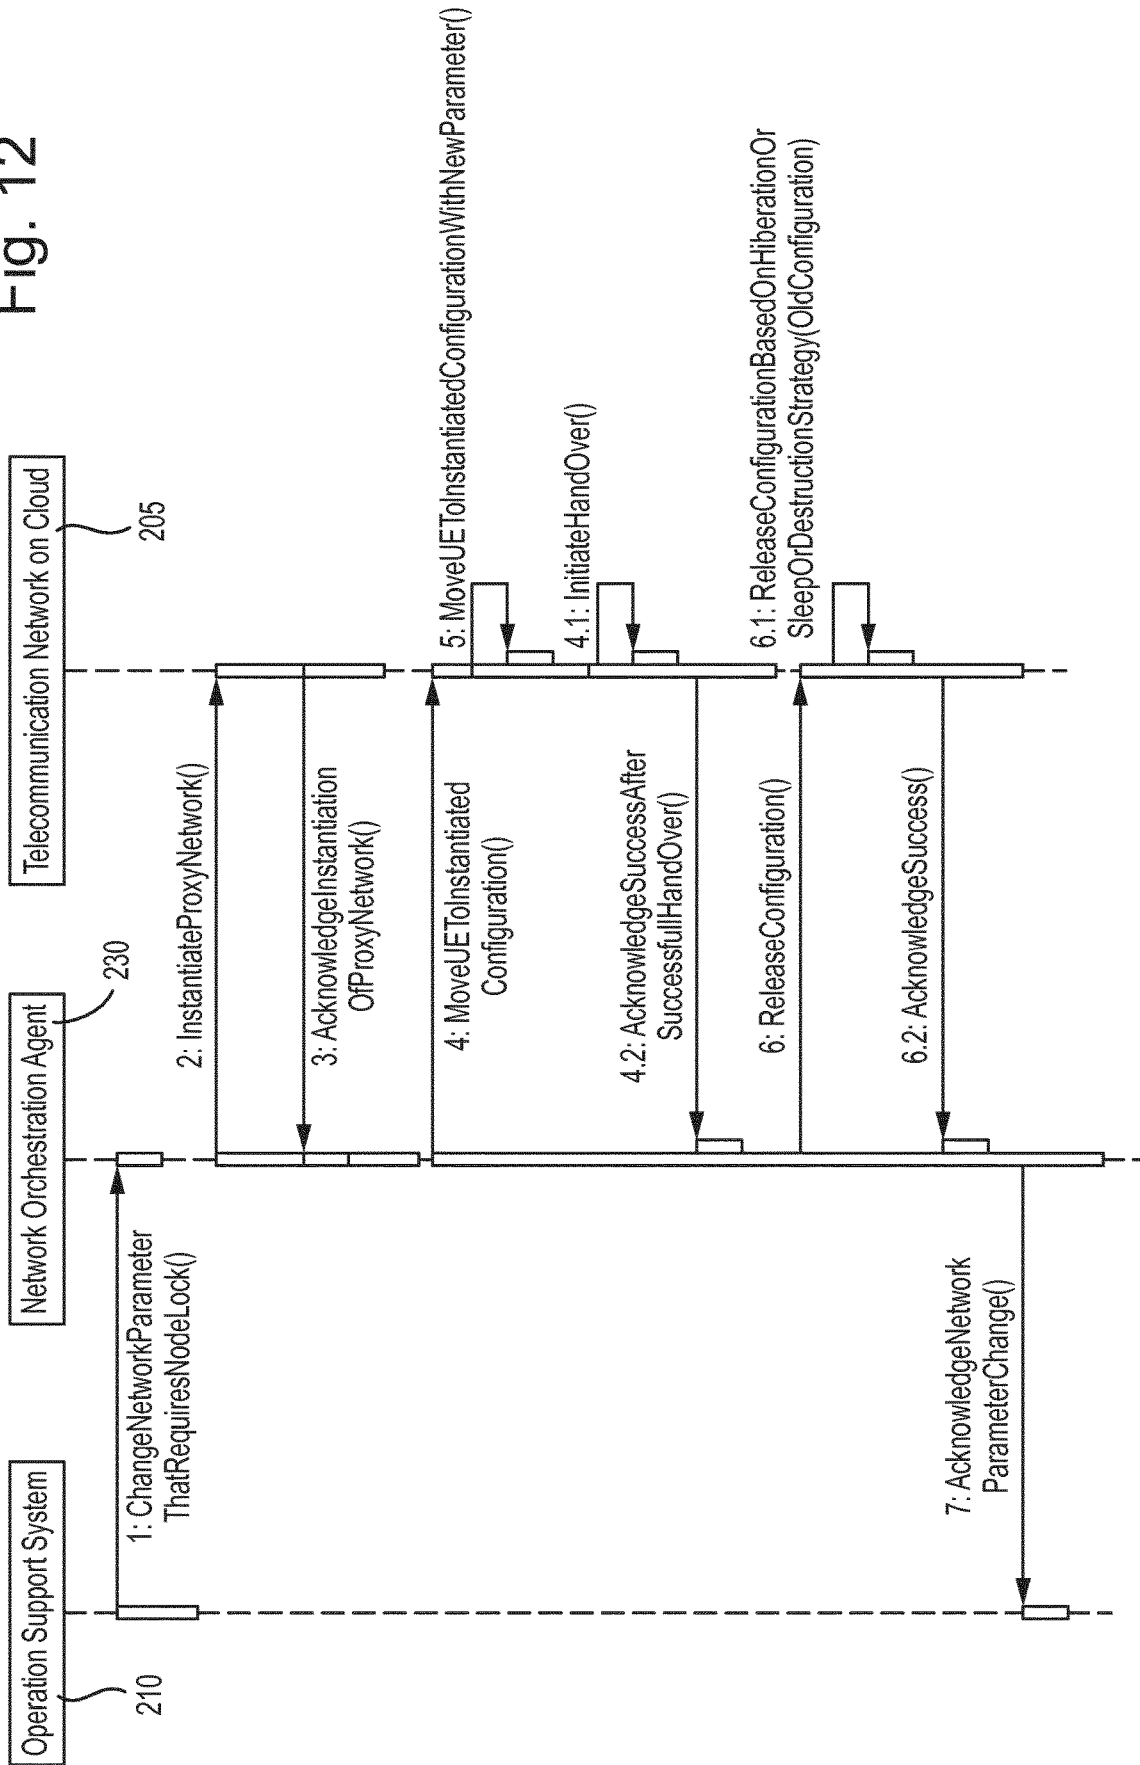 Fig. 12
Operation Support System
210
Network Orchestration Agent
230
Telecommunication Network on Cloud
205
1: ChangeNetworkParameter
ThatRequiresNodeLock()
2: InstantiateProxyNetwork()
3: AcknowledgeInstantiation
OfProxyNetwork()
4: MoveUEToInstantiated
Configuration()
5: MoveUEToInstantiatedConfigurationWithNewParameter()
4.1: InitiateHandOver()
4.2: AcknowledgeSuccessAfter
SuccessfullHandOver()
6: ReleaseConfiguration()
6.1: ReleaseConfigurationBasedOnHiberationOr
SleepOrDestructionStrategy(OldConfiguration)
6.2: AcknowledgeSuccess()
7: AcknowledgeNetwork
ParameterChange()